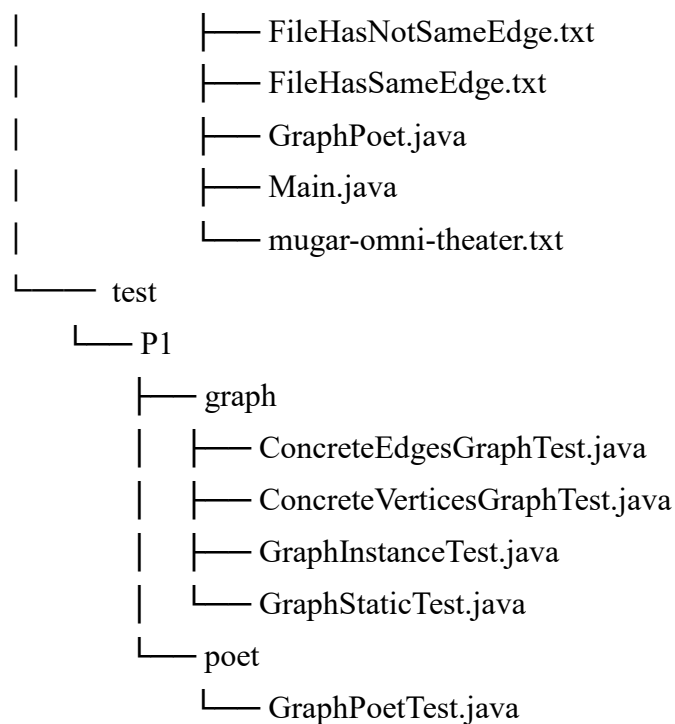 │ ├── FileHasNotSameEdge.txt
│ ├── FileHasSameEdge.txt
│ ├── GraphPoet.java
│ ├── Main.java
│ └── mugar-omni-theater.txt
└── test
└── P1
├── graph
│ ├── ConcreteEdgesGraphTest.java
│ ├── ConcreteVerticesGraphTest.java
│ ├── GraphInstanceTest.java
│ └── GraphStaticTest.java
└── poet
└── GraphPoetTest.java